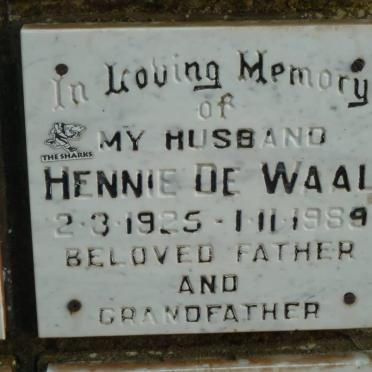 In Loving Memory
of
MY HUSBAND
THE SHARKS
HENNIE DE WAAL
2·3·1925 - 1·11·1989
BELOVED FATHER
AND
GRANDFATHER